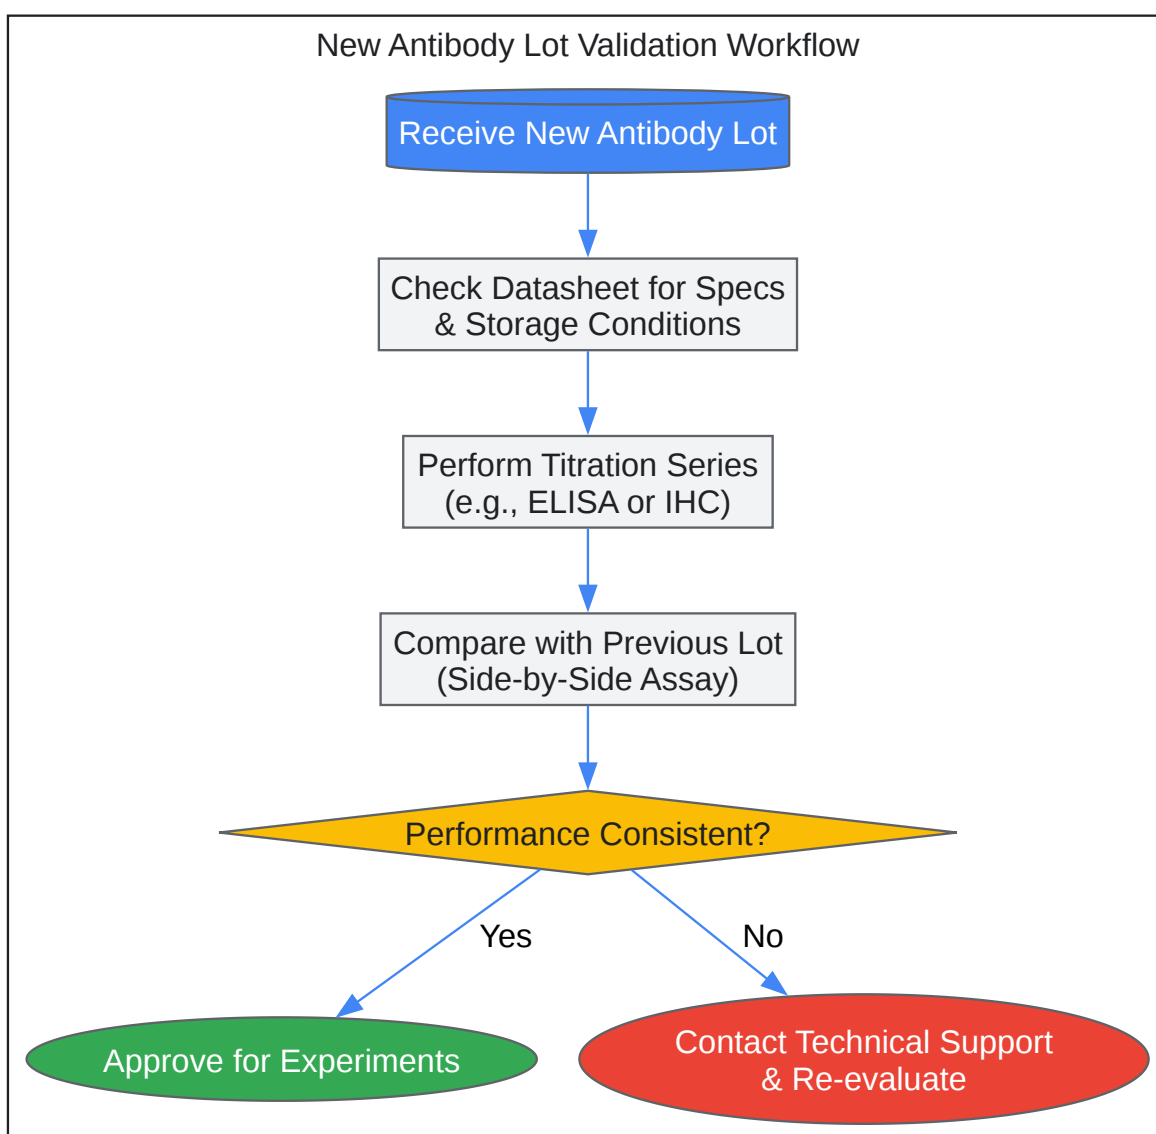 New Antibody Lot Validation Workflow
Receive New Antibody Lot
Check Datasheet for Specs
& Storage Conditions
Perform Titration Series
(e.g., ELISA or IHC)
Compare with Previous Lot
(Side-by-Side Assay)
Performance Consistent?
Yes
No
Approve for Experiments
Contact Technical Support
& Re-evaluate